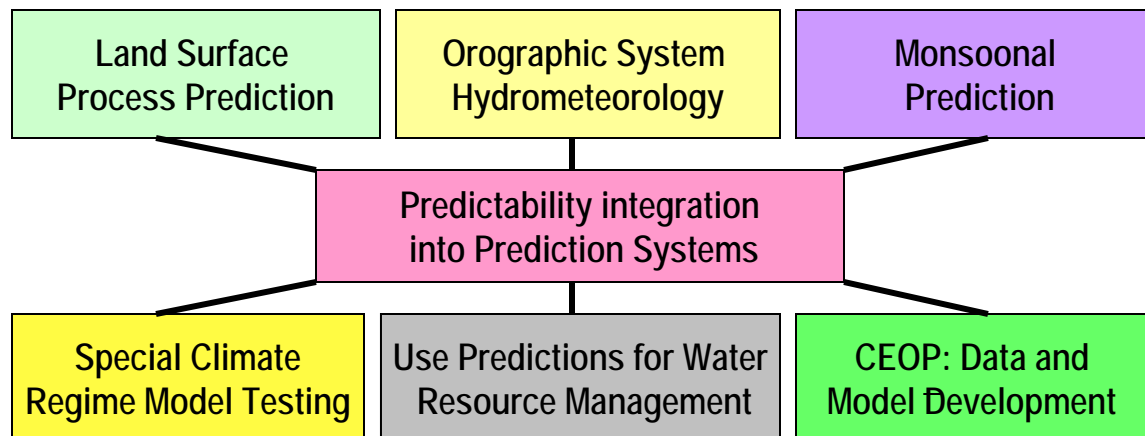 Land Surface
Process Prediction
Orographic System
Hydrometeorology
Monsoonal
Prediction
Predictability integration
into Prediction Systems
Special Climate
Regime Model Testing
Use Predictions for Water
Resource Management
CEOP: Data and
Model Development